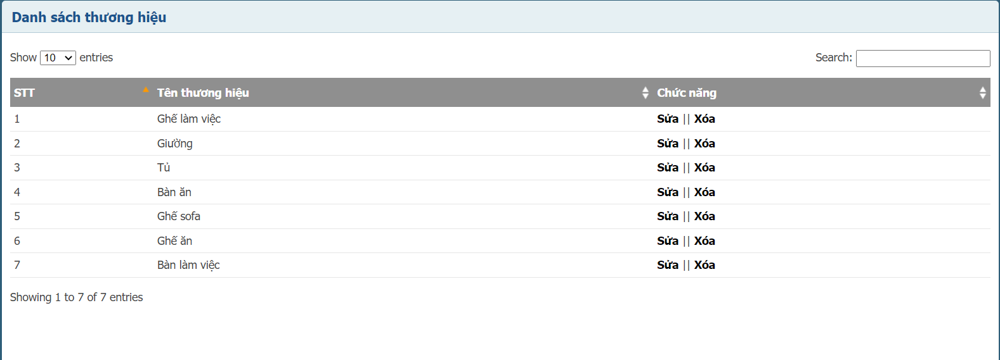 Danh sách thương hiệu
Show 10 entries Search:
STT Tên thương hiệu Chức năng
1 Ghế làm việc Sửa || Xóa
2 Giường Sửa || Xóa
3 Tủ Sửa || Xóa
4 Bàn ăn Sửa || Xóa
5 Ghế sofa Sửa || Xóa
6 Ghế ăn Sửa || Xóa
7 Bàn làm việc Sửa || Xóa
Showing 1 to 7 of 7 entries